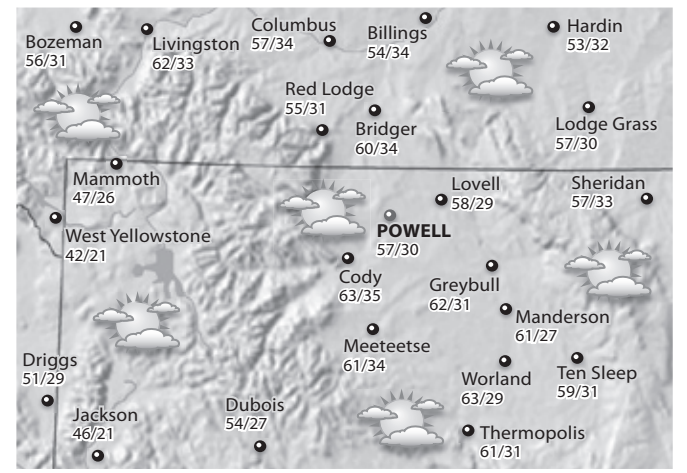 Bozeman
56/31
Livingston
62/33
Columbus
57/34
Billings
54/34
Hardin
53/32
Red Lodge
55/31
Bridger
60/34
Lodge Grass
57/30
Mammoth
47/26
Lovell
58/29
Sheridan
57/33
West Yellowstone
42/21
POWELL
57/30
Cody
63/35
Greybull
62/31
Manderson
61/27
Meeteetse
61/34
Driggs
51/29
Worland
63/29
Ten Sleep
59/31
Jackson
46/21
Dubois
54/27
Thermopolis
61/31